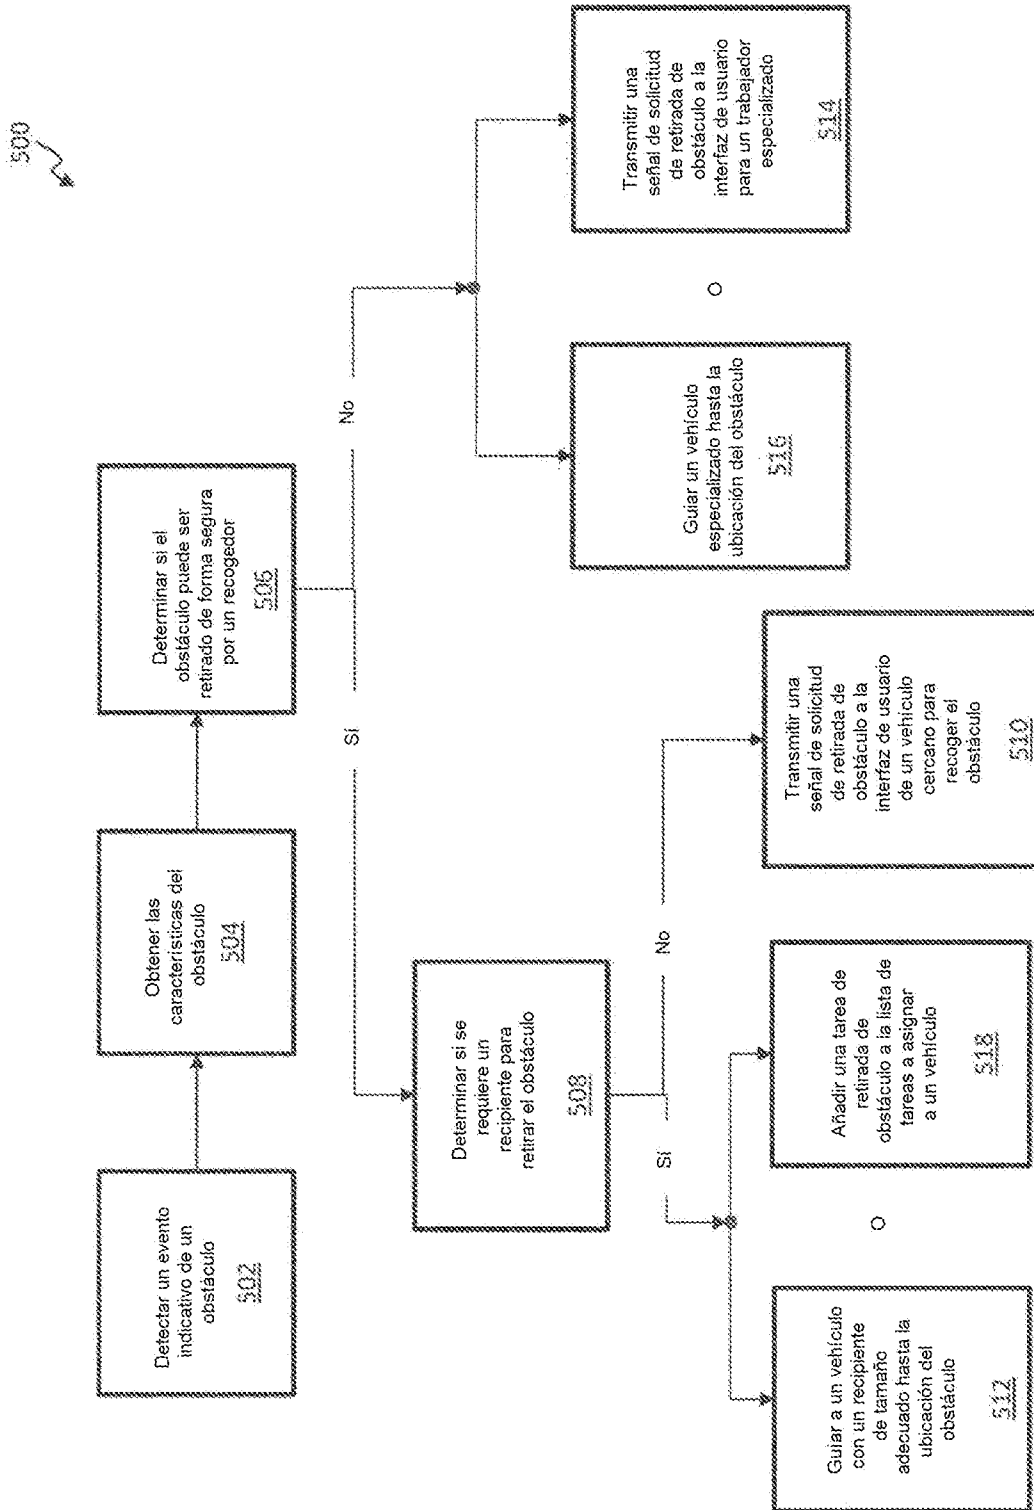 500
Detectar un evento
indicativo de un
obstáculo
502
Obtener las
características del
obstáculo
504
Determinar si el
obstáculo puede ser
retirado de forma segura
por un recogedor
506
Sí
No
Determinar si se
requiere un
recipiente para
retirar el obstáculo
508
Sí
No
Guiar a un vehículo
con un recipiente
de tamaño
adecuado hasta la
ubicación del
obstáculo
512
O
Añadir una tarea de
retirada de
obstáculo a la lista de
tareas a asignar
a un vehículo
518
Transmitir una
señal de solicitud
de retirada de
obstáculo a la
interfaz de usuario
de un vehículo
cercano para
recoger el
obstáculo
510
Guiar un vehículo
especializado hasta la
ubicación del obstáculo
516
O
Transmitir una
señal de solicitud
de retirada de
obstáculo a la
interfaz de usuario
para un trabajador
especializado
514